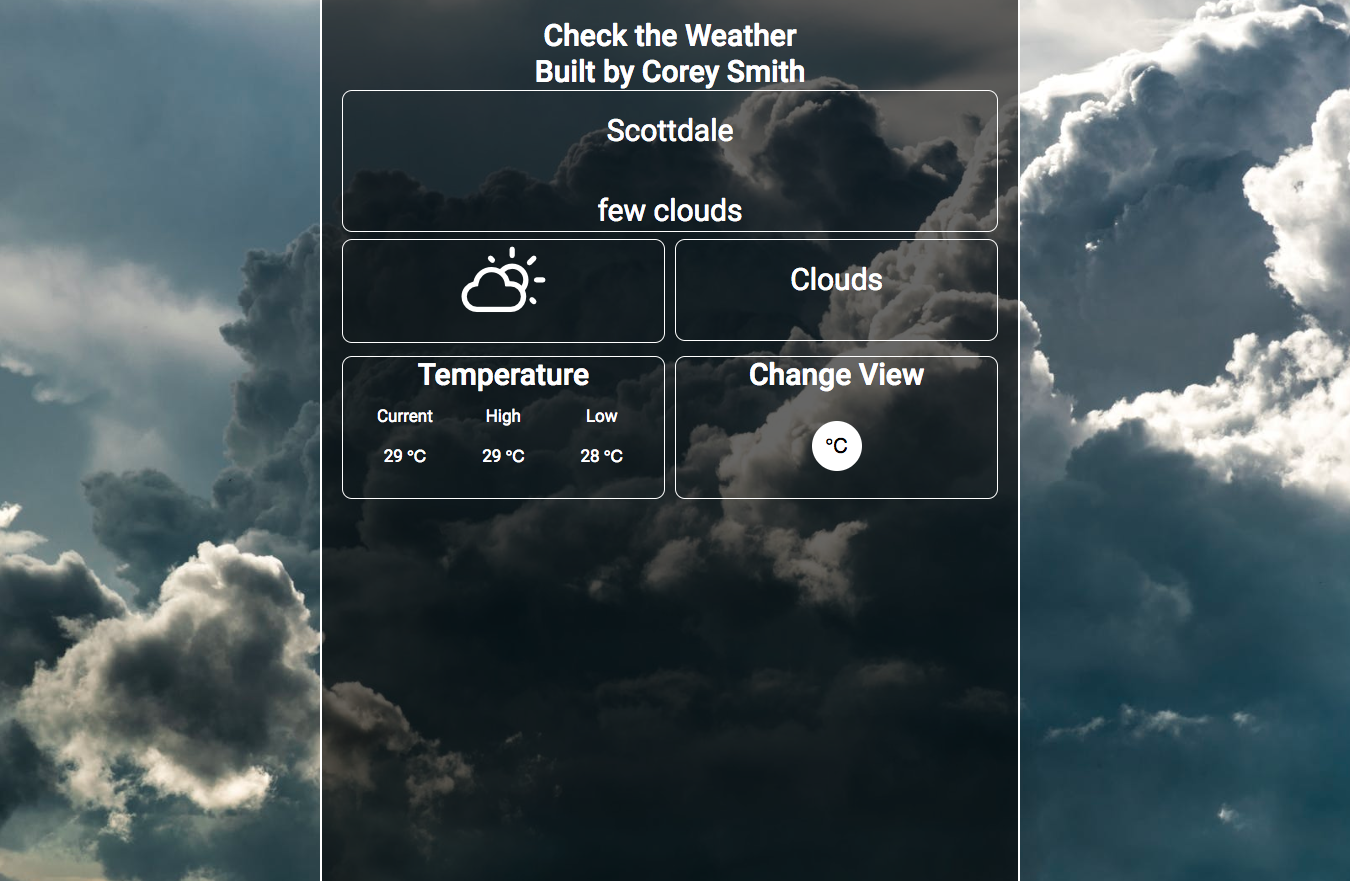 Check the Weather
Built by Corey Smith
Scottdale
few clouds
Clouds
Temperature
Current High Low
29 °C 29 °C 28 °C
Change View
°C